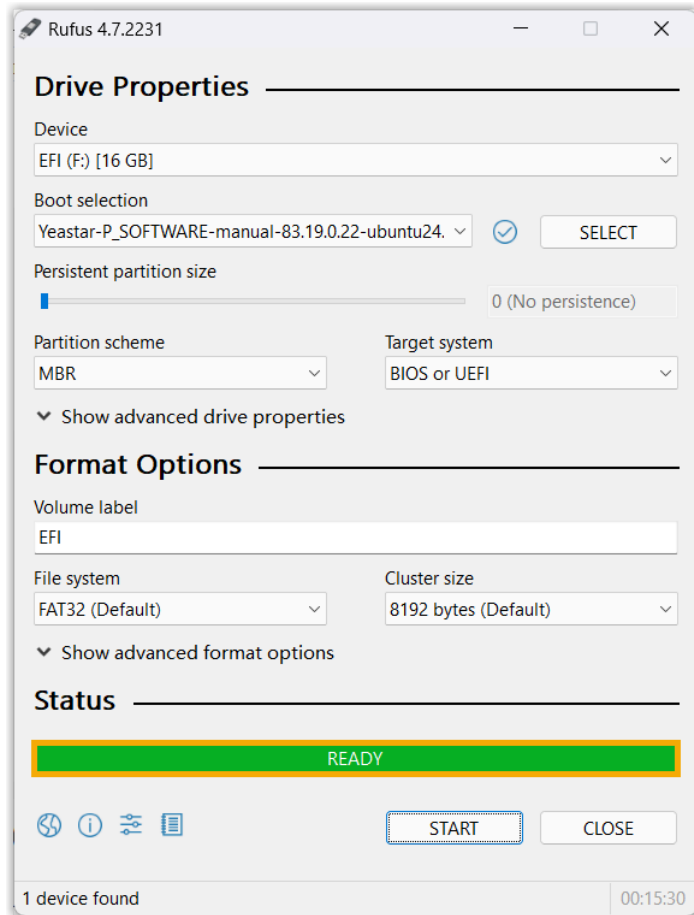 Rufus 4.7.2231
Drive Properties
Device
EFI (F:) [16 GB]
Boot selection
Yeastar-P_SOFTWARE-manual-83.19.0.22-ubuntu24.
SELECT
Persistent partition size
0 (No persistence)
Partition scheme
Target system
MBR
BIOS or UEFI
Show advanced drive properties
Format Options
Volume label
EFI
File system
Cluster size
FAT32 (Default)
8192 bytes (Default)
Show advanced format options
Status
READY
START
CLOSE
1 device found
00:15:30